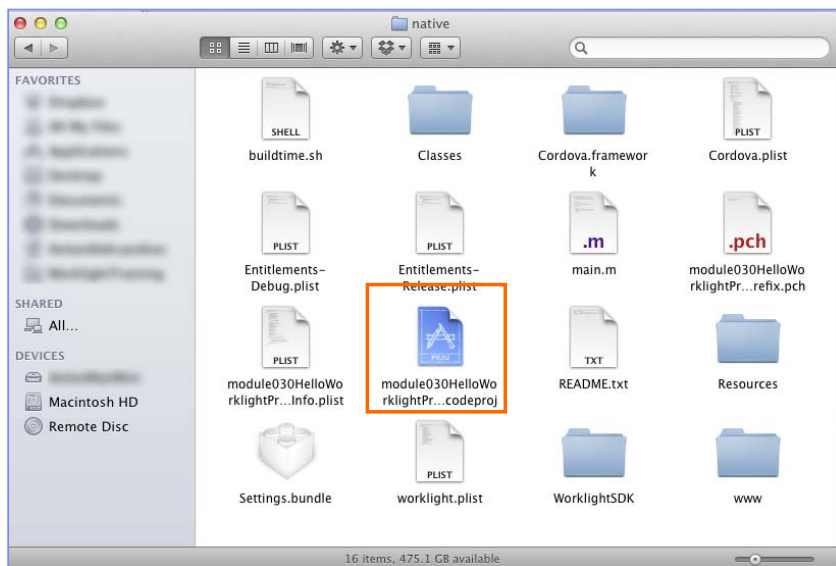 native
FAVORITES
SHARED
All...
DEVICES
Macintosh HD
Remote Disc
SHELL
PLIST
buildtime.sh
Classes
Cordova.framewor
k
Cordova.plist
PLIST
PLIST
.m
.pch
Entitlements-
Debug.plist
Entitlements-
Release.plist
main.m
module030HelloWo
rklightPr...refix.pch
PLIST
TXT
module030HelloWo
rklightPr...Info.plist
module030HelloWo
rklightPr...codeproj
README.txt
Resources
PLIST
Settings.bundle
worklight.plist
WorklightSDK
www
16 items, 475.1 GB available